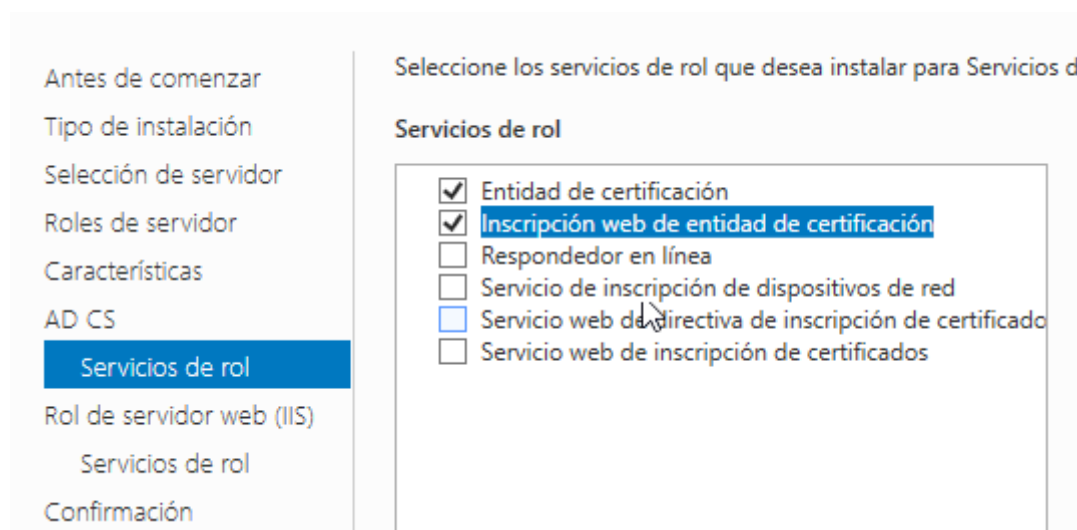 Antes de comenzar
Tipo de instalación
Selección de servidor
Roles de servidor
Características
AD CS
Servicios de rol
Rol de servidor web (IIS)
Servicios de rol
Confirmación
Seleccione los servicios de rol que desea instalar para Servicios d
Servicios de rol
Entidad de certificación
Inscripción web de entidad de certificación
Respondedor en línea
Servicio de inscripción de dispositivos de red
Servicio web de directiva de inscripción de certificado
Servicio web de inscripción de certificados